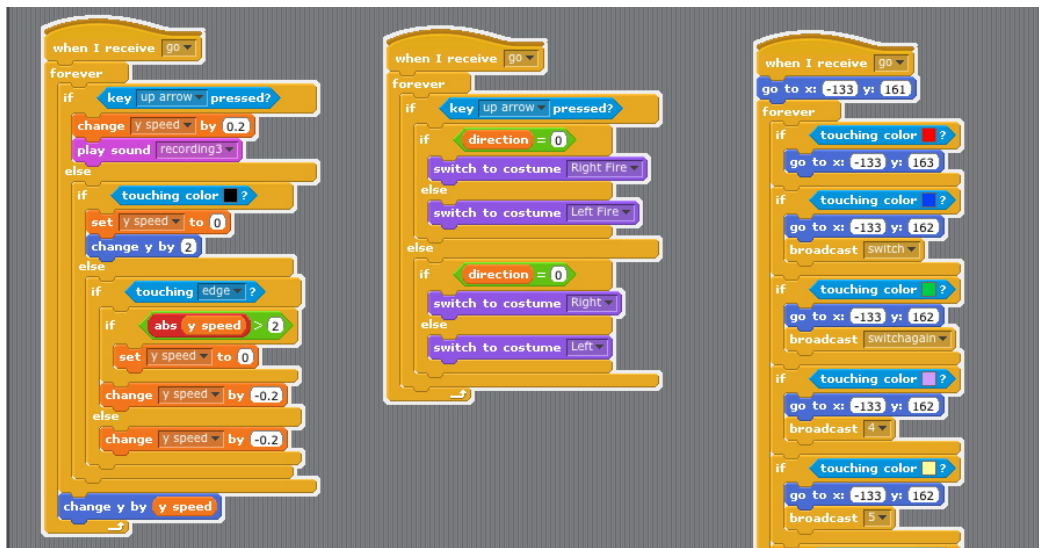 when I receive go
forever
if key up arrow pressed?
change y speed by 0.2
play sound recording3
else
if touching color ?
set y speed to 0
change y by 2
else
if touching edge ?
if abs y speed > 2
set y speed to 0
change y speed by -0.2
else
change y speed by -0.2
change y by y speed
when I receive go
forever
if key up arrow pressed?
if direction = 0
switch to costume Right Fire
else
switch to costume Left Fire
else
if direction = 0
switch to costume Right
else
switch to costume Left
when I receive go
go to x: -133 y: 161
forever
if touching color ?
go to x: -133 y: 163
if touching color ?
go to x: -133 y: 162
broadcast switch
if touching color ?
go to x: -133 y: 162
broadcast switchagain
if touching color ?
go to x: -133 y: 162
broadcast 4
if touching color ?
go to x: -133 y: 162
broadcast 5